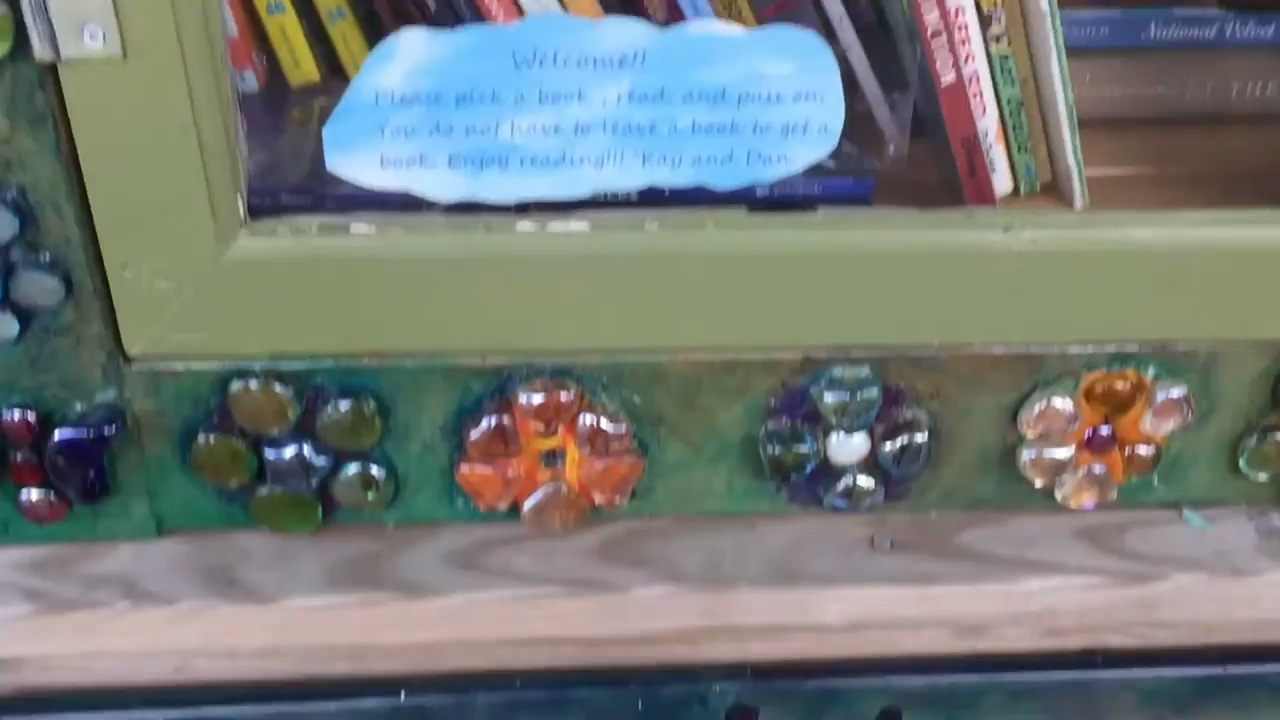 Welcome!!
Please pick a book, read, and pass on.
You do not have to leave a book to get a
book. Enjoy reading!!! Kay and Dan
National Velvet
THE